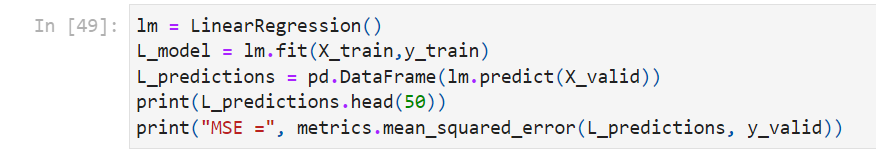 In [49]: lm = LinearRegression()
L_model = lm.fit(X_train,y_train)
L_predictions = pd.DataFrame(lm.predict(X_valid))
print(L_predictions.head(50))
print("MSE =", metrics.mean_squared_error(L_predictions, y_valid))